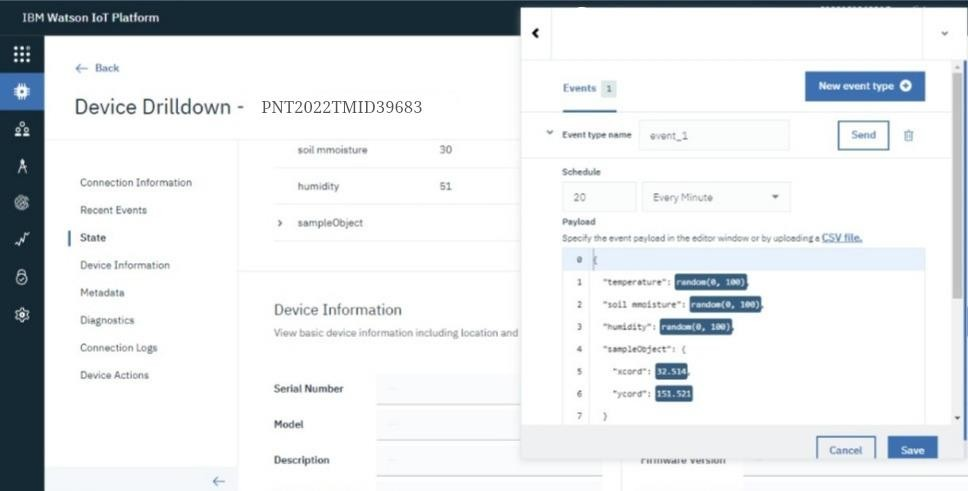 IBM Watson IoT Platform
Back
Device Drilldown - PNT2022TMID39683
Connection Information
Recent Events
State
Device Information
Metadata
Diagnostics
Connection Logs
Device Actions
soil mmoisture 30
humidity 51
sampleObject
Device Information
View basic device information including location and
Serial Number
Model
Description
Firmware Version
Events 1
New event type
Event type name event_1 Send
Schedule
20 Every Minute
Payload
Specify the event payload in the editor window or by uploading a CSV file.
0 {
1 "temperature": random(0, 100),
2 "soil mmoisture": random(0, 100),
3 "humidity": random(0, 100),
4 "sampleObject": {
5 "xcord": 32.514,
6 "ycord": 151.521
7 }
Cancel Save